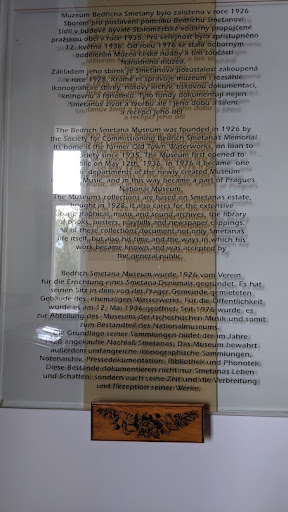 Muzeum Bedřicha Smetany bylo založeno v roce 1926
Sborem pro postavení pomníku Bedřichu Smetanovi.
Sídlí v budově bývalé Staroměstské vodárny propůjčené
pražskou obcí v roce 1935. Pro veřejnost bylo zpřístupněno
12. května 1936. Od roku 1976 se stalo odborným
oddělením Muzea české hudby a tím součástí
Národního muzea.
Základem jeho sbírek je Smetanova pozůstalost zakoupená
v roce 1928, kromě ní spravuje muzeum i rozsáhlé
ikonografické sbírky, notový archiv, tiskovou dokumentaci,
knihovnu a fonotéku. Tyto fondy dokumentují nejen
Smetanův život a tvorbu ale i jeho dobu a šíření
a recepci jeho děl.
The Bedrich Smetana Museum was founded in 1926 by
the Society for Commissioning Bedrich Smetana's Memorial.
Its home is the former Old Town Waterworks, on loan to
Society since 1935. The Museum first opened to
public on May 12th, 1936. In 1976 it became one
departments of the newly created Museum
of Czech Music and in this way became a part of Prague's
National Museum.
The Museum's collections are based on Smetana's estate,
bought in 1928. It also cares for the extensive
iconographical, music and sound archives, the library
of books, posters, playbills and newspaper clippings.
All of these collections document not only Smetana's
life itself, but also his time and the ways in which his
work became known and was accepted by
the general public.
Bedrich Smetana Museum wurde 1926 vom Verein
für die Errichtung eines Smetana-Denkmals gegründet. Es hat
seinen Sitz in dem von der Prager Gemeinde gemieteten
Gebäude des ehemaligen Wasserwerks. Für die Öffentlichkeit
wurde es am 12. Mai 1936 geöffnet. Seit 1976 wurde es
zur Abteilung des Museums der tschechischen Musik und somit
zum Bestandteil des Nationalmuseums.
Die Grundlage seiner Sammlungen bildet der im Jahre
1928 angekaufte Nachlaß Smetanas. Das Museum bewahrt
außerdem umfangreiche ikonographische Sammlungen,
Notenarchiv, Pressedokumentation, Bibliothek und Phonotek.
Diese Bestände dokumentieren nicht nur Smetanas Leben
und Schaffen, sondern auch seine Zeit und die Verbreitung
und Rezeption seiner Werke.